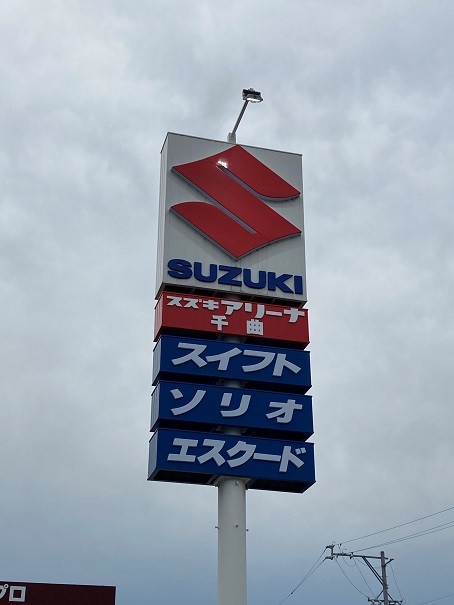 SUZUKI
スズキアリーナ
千曲
スイフト
ソリオ
エスクード
プロ